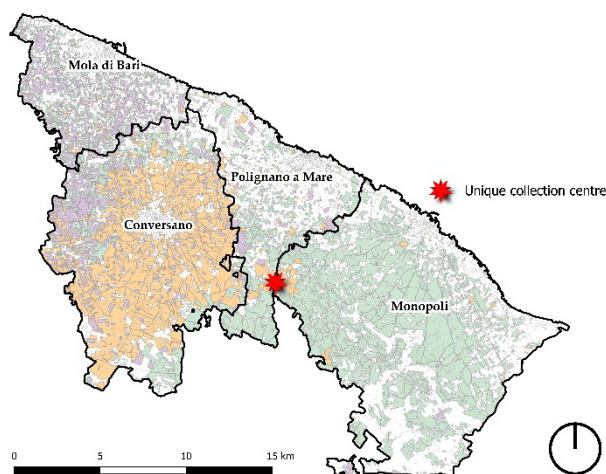 Mola di Bari
Polignano a Mare
Unique collection centre
Conversano
Monopoli
0 5 10 15 km